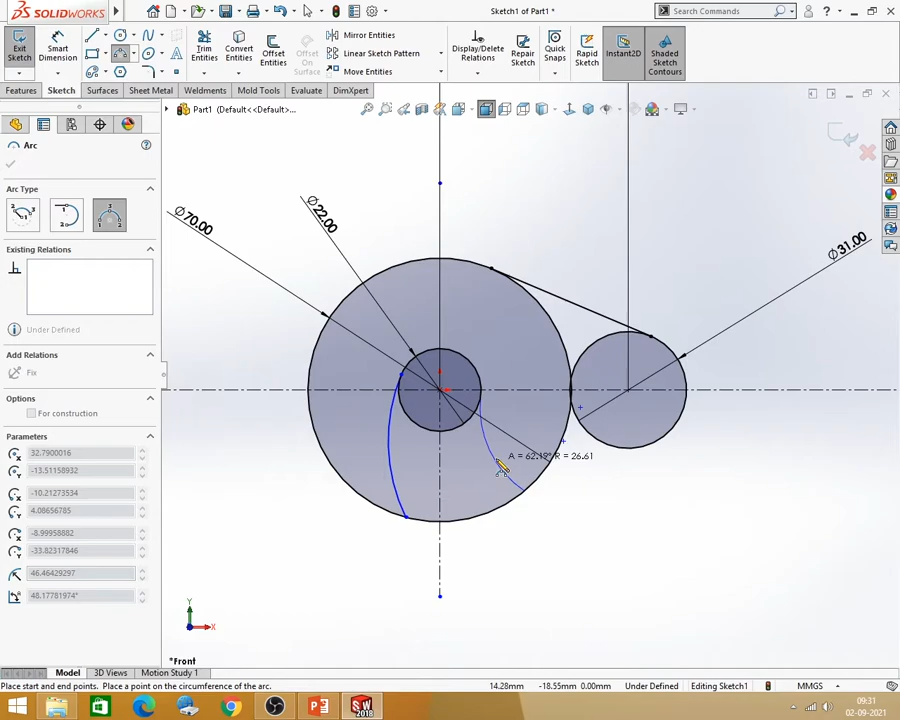 SOLIDWORKS
Sketch1 of Part1 *
Search Commands
Exit Sketch
Smart Dimension
Trim Entities
Convert Entities
Offset Entities
Offset On Surface
Mirror Entities
Linear Sketch Pattern
Move Entities
Display/Delete Relations
Repair Sketch
Quick Snaps
Rapid Sketch
Instant2D
Shaded Sketch Contours
Features
Sketch
Surfaces
Sheet Metal
Weldments
Mold Tools
Evaluate
DimXpert
Part1 (Default<<Default>...
Arc
Arc Type
Existing Relations
Under Defined
Add Relations
Fix
Options
For construction
Parameters
32.7900016
-13.51158932
-10.21273534
4.08656785
-8.99958882
-33.82317846
46.46429297
48.17781974°
Ø70.00
Ø22.00
Ø31.00
A = 62.19° R = 26.61
Y
X
*Front
Model
3D Views
Motion Study 1
Place start and end points. Place a point on the circumference of the arc.
14.28mm
-18.55mm
0.00mm
Under Defined
Editing Sketch1
MMGS
SW
2018
09:31
02-09-2021